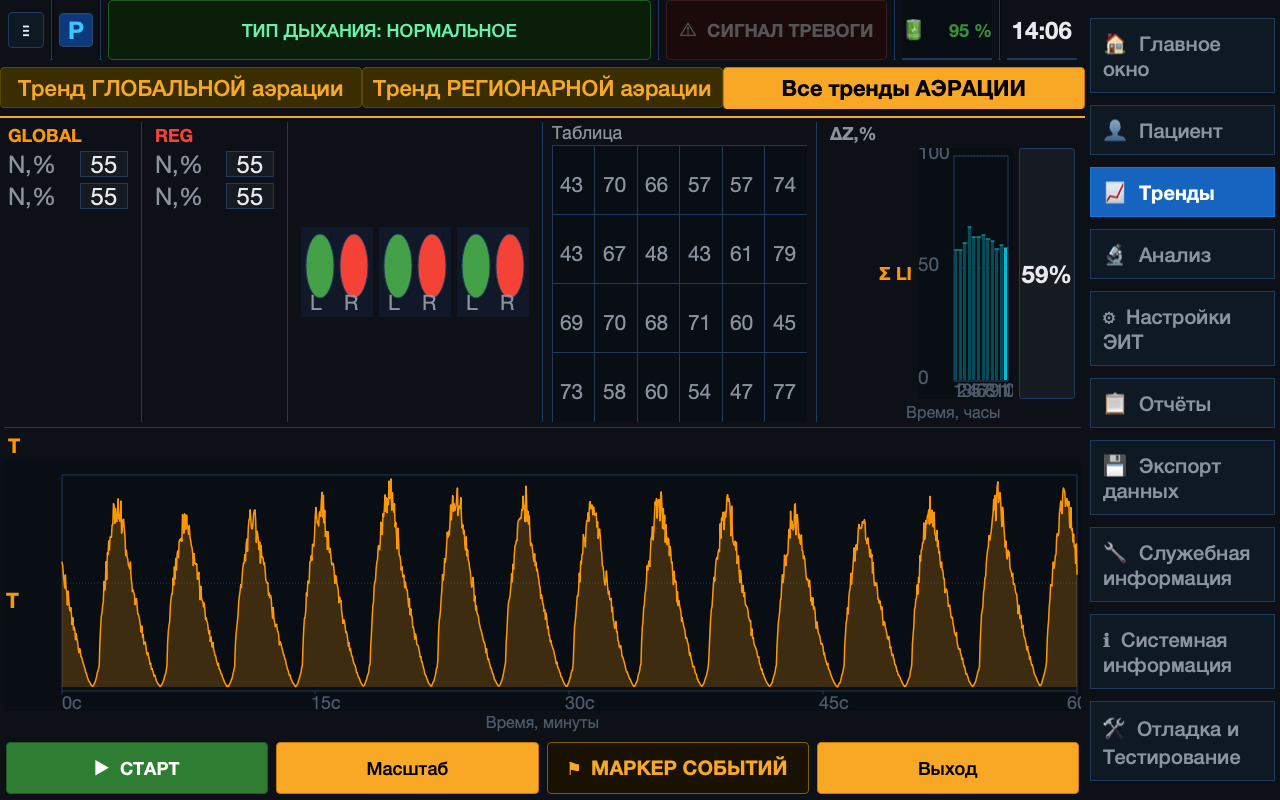 P
ТИП ДЫХАНИЯ: НОРМАЛЬНОЕ
⚠ СИГНАЛ ТРЕВОГИ
95 %
14:06
Тренд ГЛОБАЛЬНОЙ аэрации
Тренд РЕГИОНАРНОЙ аэрации
Все тренды АЭРАЦИИ
GLOBAL
N,% 55
N,% 55
REG
N,% 55
N,% 55
L R L R L R
Таблица
43 70 66 57 57 74
43 67 48 43 61 79
69 70 68 71 60 45
73 58 60 54 47 77
ΔZ,%
Σ LI
100
50
0
Время, часы
59%
T
T
0с 15с 30с 45с
Время, минуты
▶ СТАРТ
Масштаб
⚑ МАРКЕР СОБЫТИЙ
Выход
Главное
окно
Пациент
Тренды
Анализ
⚙ Настройки
ЭИТ
Отчёты
Экспорт
данных
Служебная
информация
ℹ Системная
информация
Отладка и
Тестирование